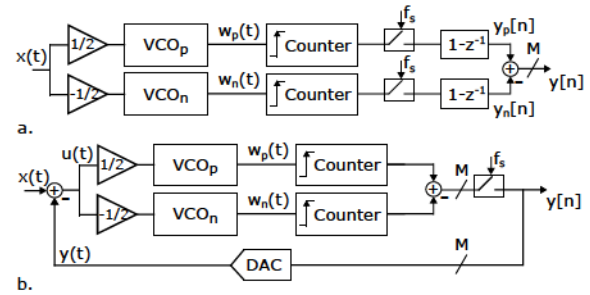 x(t) 1/2 VCOp wp(t) Counter fs 1-z-1 yp[n] M
-1/2 VCOn wn(t) Counter fs 1-z-1 yn[n] y[n]
a.
x(t) u(t) 1/2 VCOp wp(t) Counter M fs y[n]
-1/2 VCOn wn(t) Counter
y(t) DAC M
b.